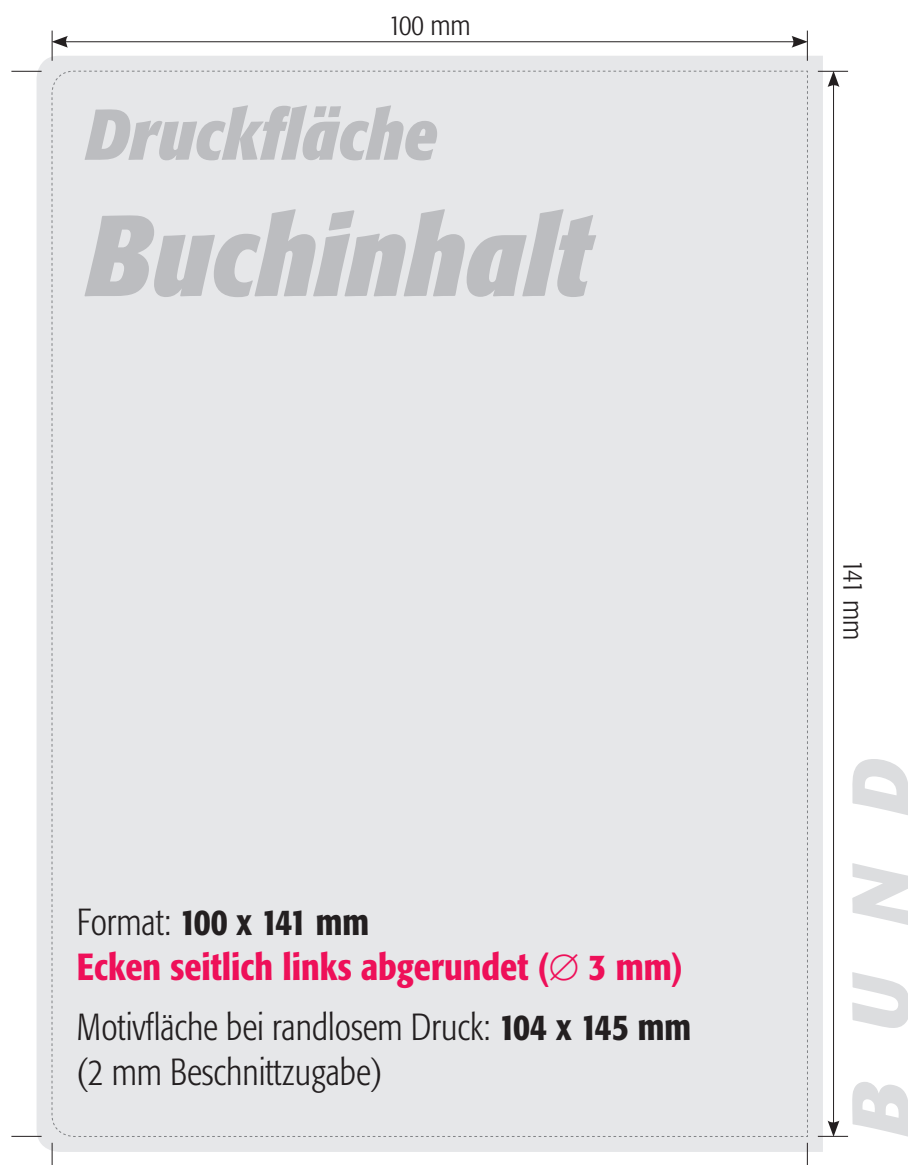 100 mm
Druckfläche
Buchinhalt
141 mm
BUND
Format: 100 x 141 mm
Ecken seitlich links abgerundet (∅ 3 mm)
Motivfläche bei randlosem Druck: 104 x 145 mm
(2 mm Beschnittzugabe)